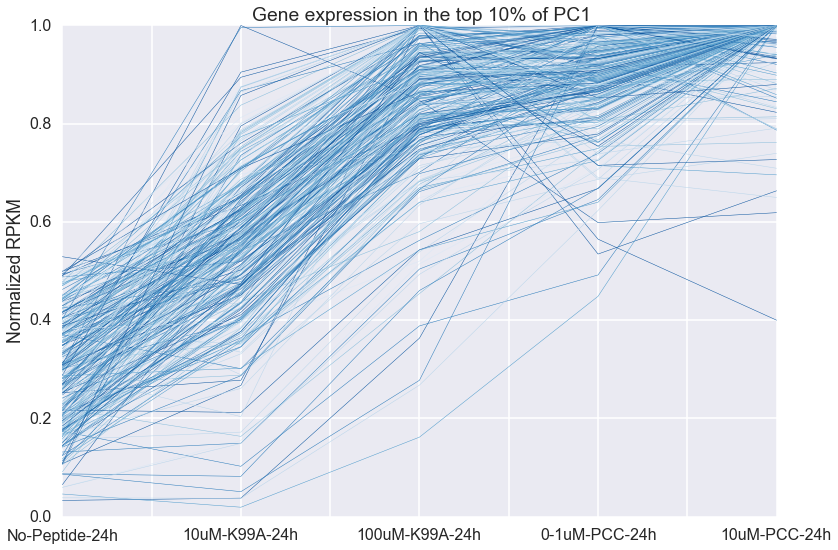 Gene expression in the top 10% of PC1
Normalized RPKM
1.0
0.8
0.6
0.4
0.2
0.0
No-Peptide-24h
10uM-K99A-24h
100uM-K99A-24h
0-1uM-PCC-24h
10uM-PCC-24h